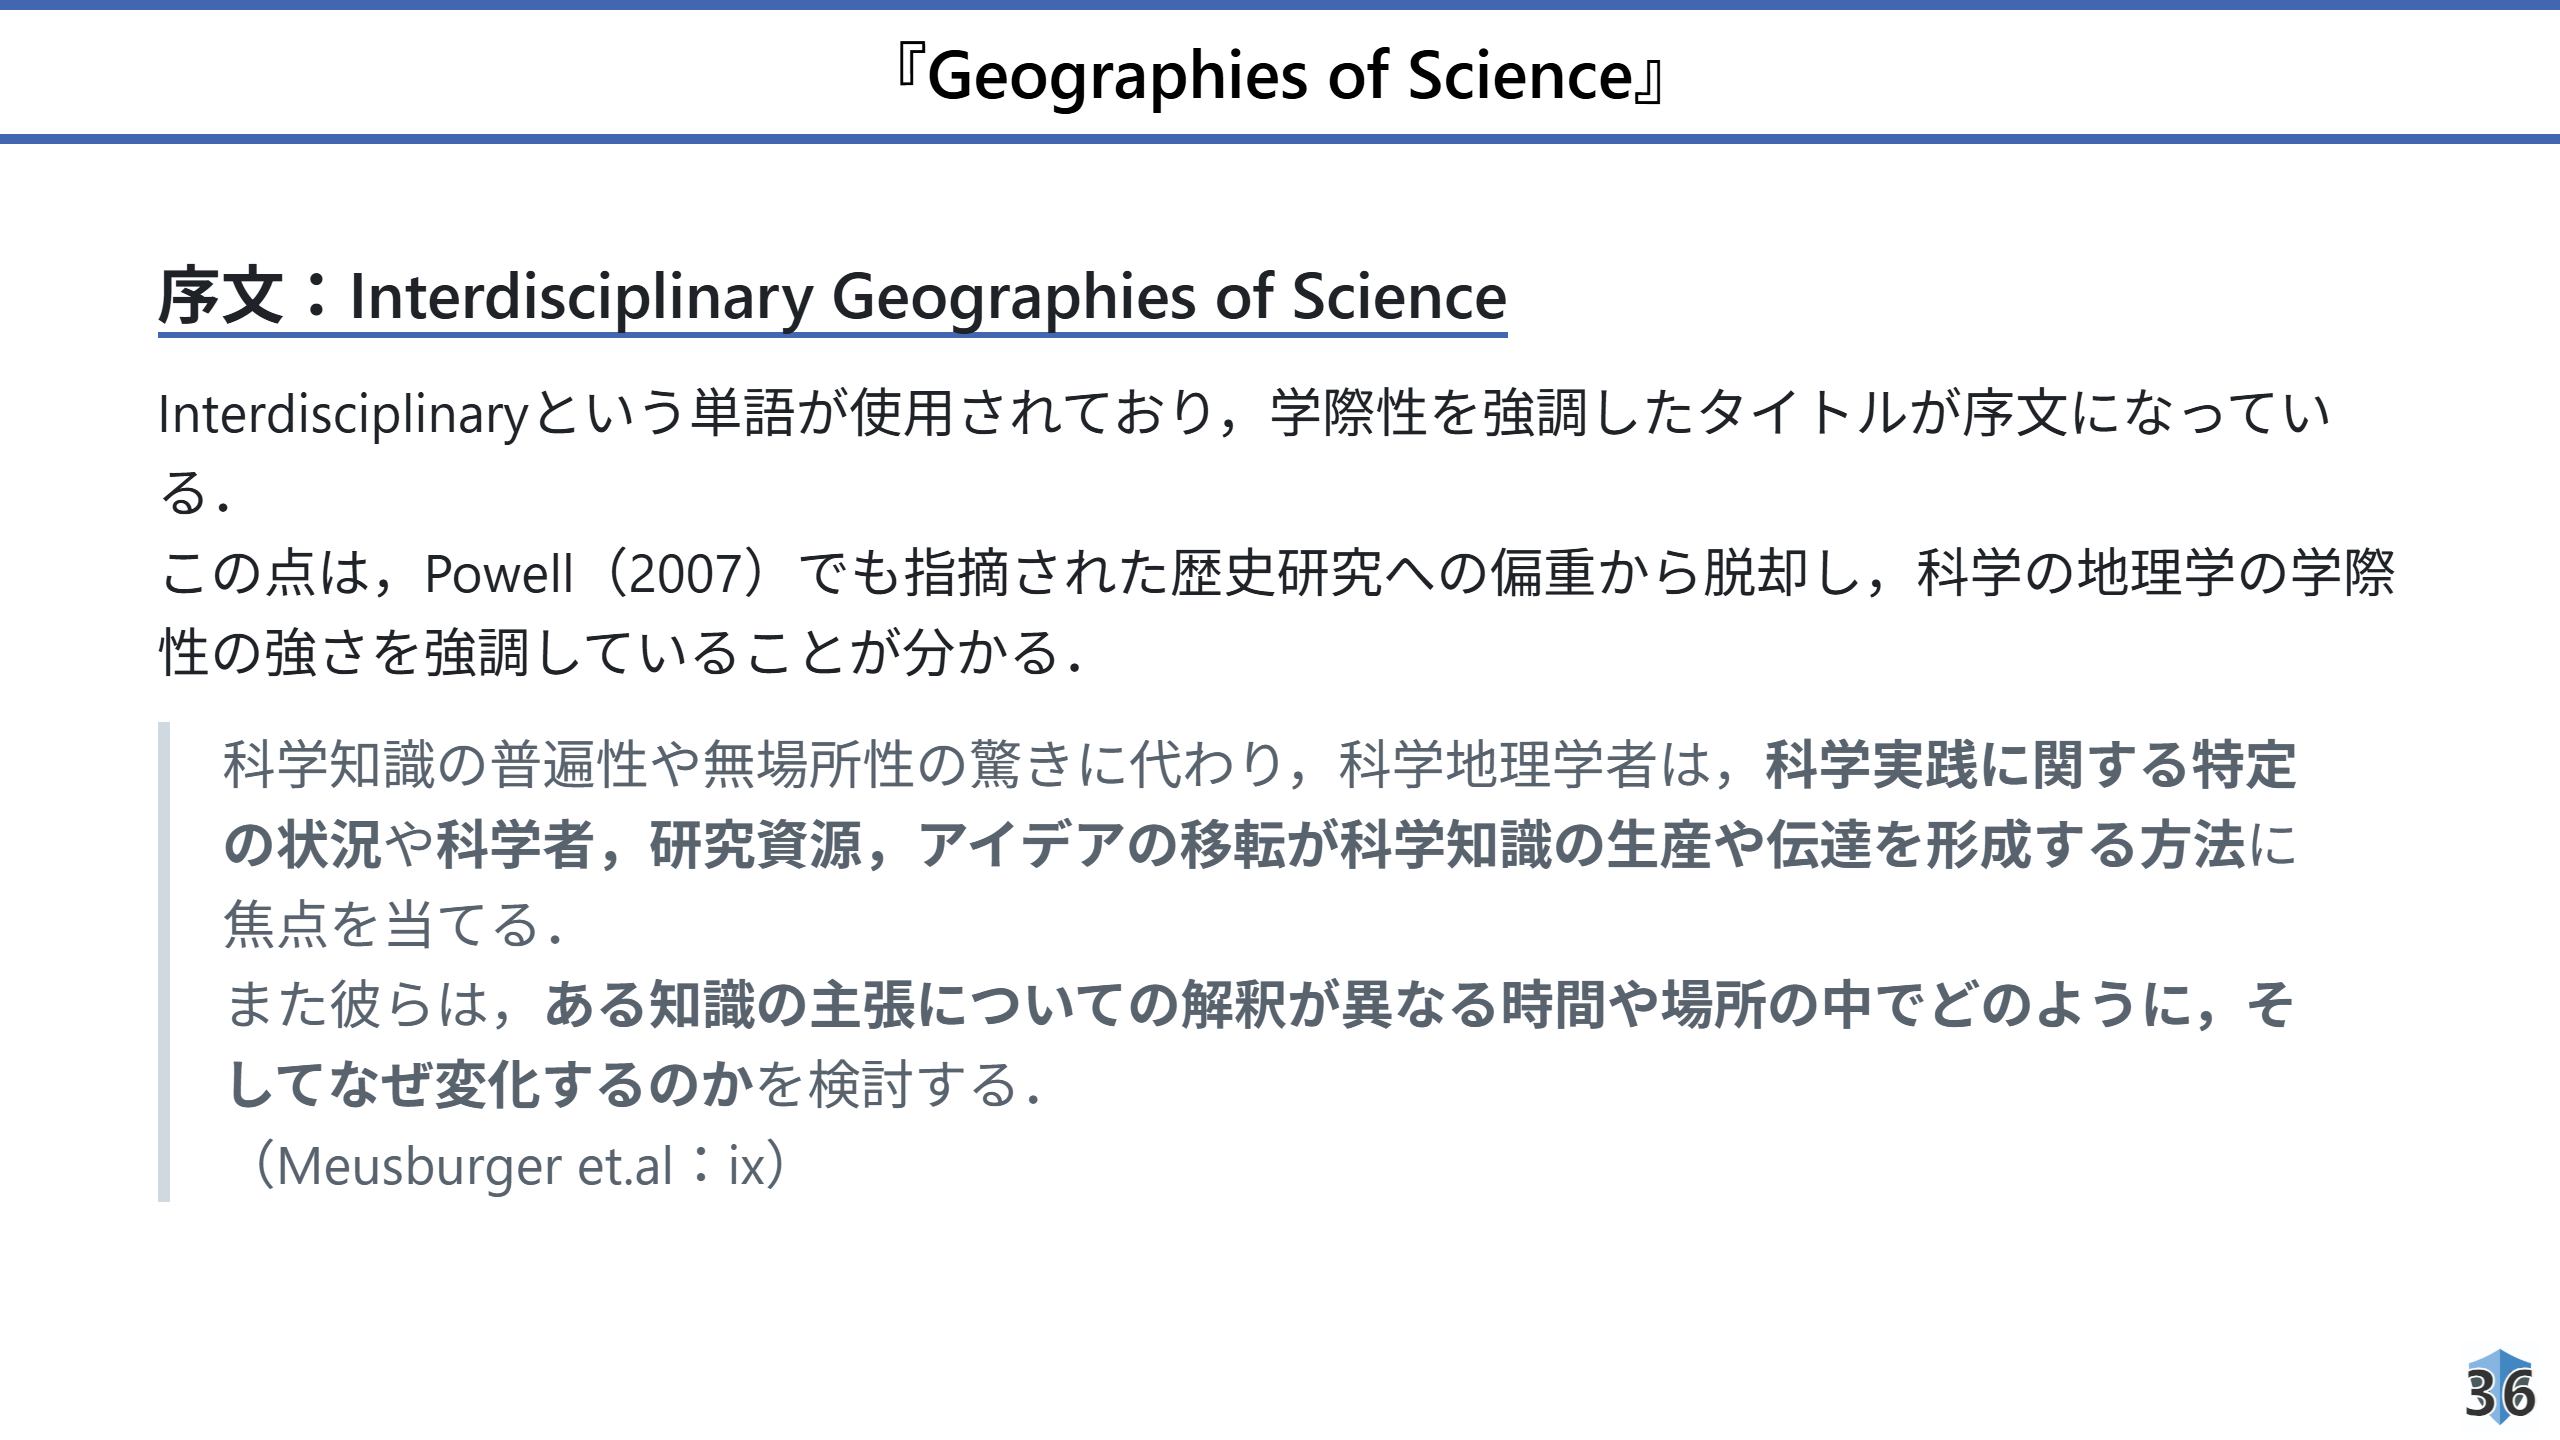 『Geographies of Science』
序文：Interdisciplinary Geographies of Science
Interdisciplinaryという単語が使用されており，学際性を強調したタイトルが序文になってい
る．
この点は，Powell（2007）でも指摘された歴史研究への偏重から脱却し，科学の地理学の学際
性の強さを強調していることが分かる．
科学知識の普遍性や無場所性の驚きに代わり，科学地理学者は，科学実践に関する特定
の状況や科学者，研究資源，アイデアの移転が科学知識の生産や伝達を形成する方法に
焦点を当てる．
また彼らは，ある知識の主張についての解釈が異なる時間や場所の中でどのように，そ
してなぜ変化するのかを検討する．
（Meusburger et.al：ix）
36